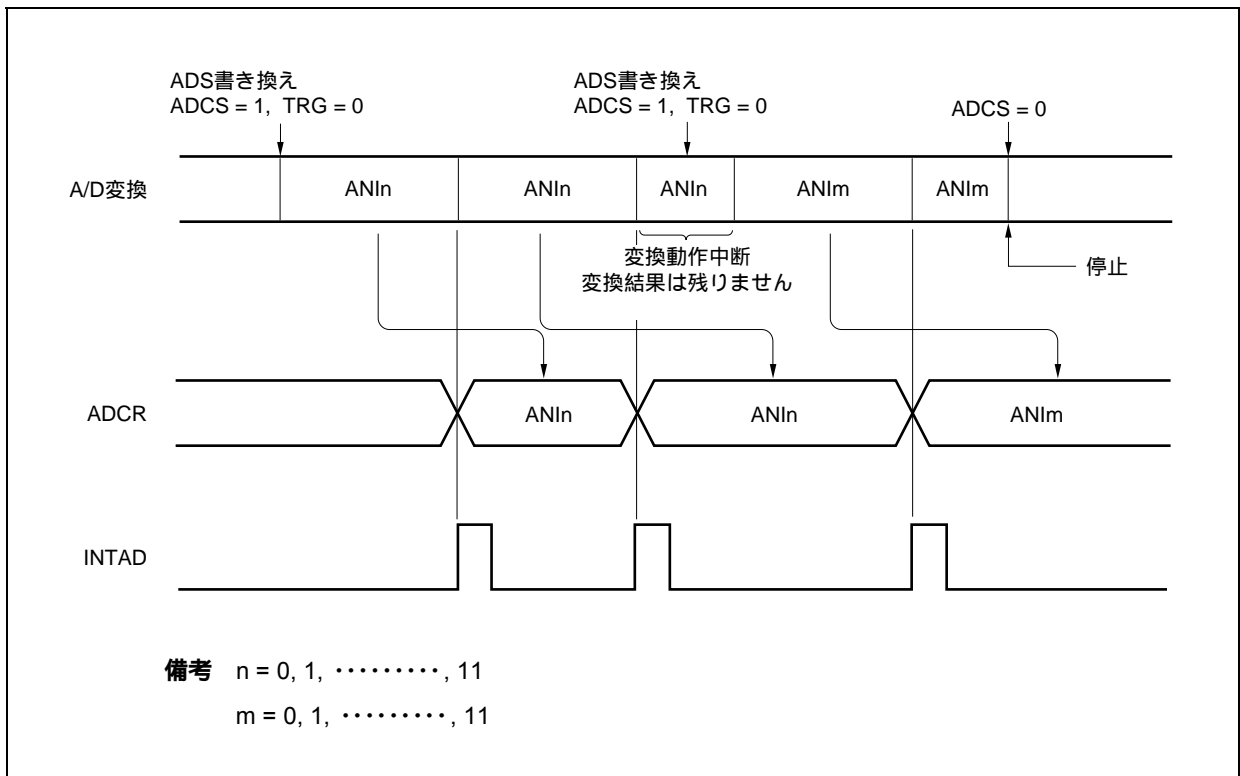 ADS書き換え
ADCS = 1, TRG = 0
ADS書き換え
ADCS = 1, TRG = 0
ADCS = 0
A/D変換
ANIn
ANIn
ANIn
ANIm
ANIm
変換動作中断
変換結果は残りません
停止
ADCR
ANIn
ANIn
ANIm
INTAD
備考 n = 0, 1, ・・・・・・・・・, 11
m = 0, 1, ・・・・・・・・・, 11